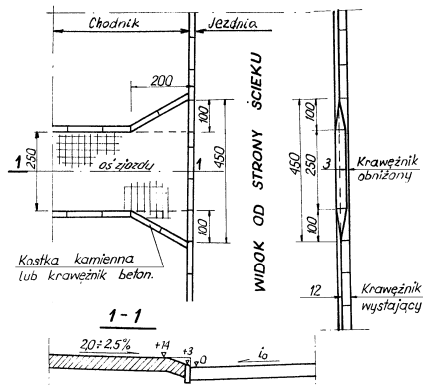 Chodnik
Jezdnia
200
100
1
250
oś zjazdu
1
450
100
Kostka kamienna
lub krawężnik beton.
WIDOK OD STRONY ŚCIEKU
100
450
250
3
100
Krawężnik
obniżony
12
Krawężnik
wystający
1-1
2,0÷2.5%
+14
+3
0
i₀